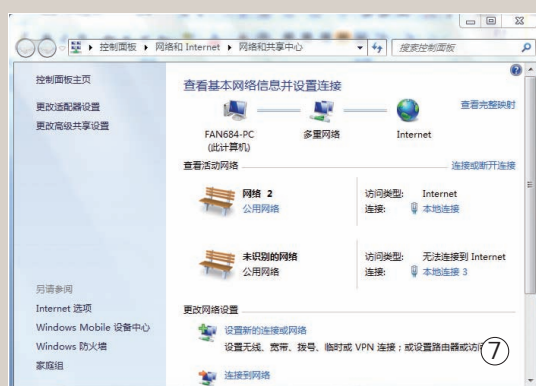 控制面板 ▸ 网络和 Internet ▸ 网络和共享中心
搜索控制面板
控制面板主页
更改适配器设置
更改高级共享设置
查看基本网络信息并设置连接
查看完整映射
FAN684-PC
(此计算机)
多重网络
Internet
查看活动网络
连接或断开连接
网络 2
公用网络
访问类型: Internet
连接: 本地连接
未识别的网络
公用网络
访问类型: 无法连接到 Internet
连接: 本地连接 3
更改网络设置
设置新的连接或网络
设置无线、宽带、拨号、临时或 VPN 连接；或设置路由器或访
连接到网络
另请参阅
Internet 选项
Windows Mobile 设备中心
Windows 防火墙
家庭组
⑦